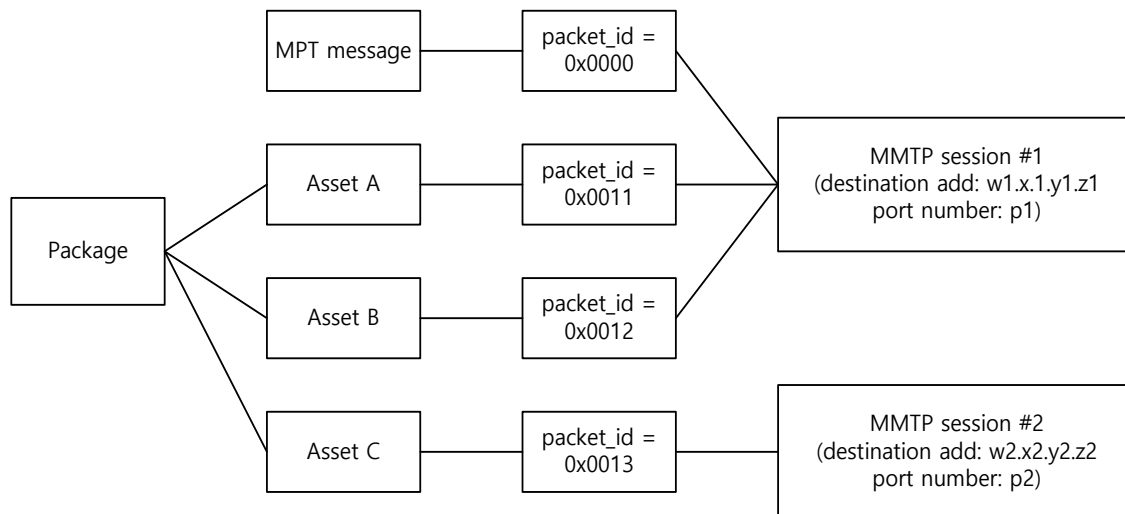 MPT message
packet_id =
0x0000
Asset A
packet_id =
0x0011
MMTP session #1
(destination add: w1.x.1.y1.z1
port number: p1)
Package
Asset B
packet_id =
0x0012
Asset C
packet_id =
0x0013
MMTP session #2
(destination add: w2.x2.y2.z2
port number: p2)